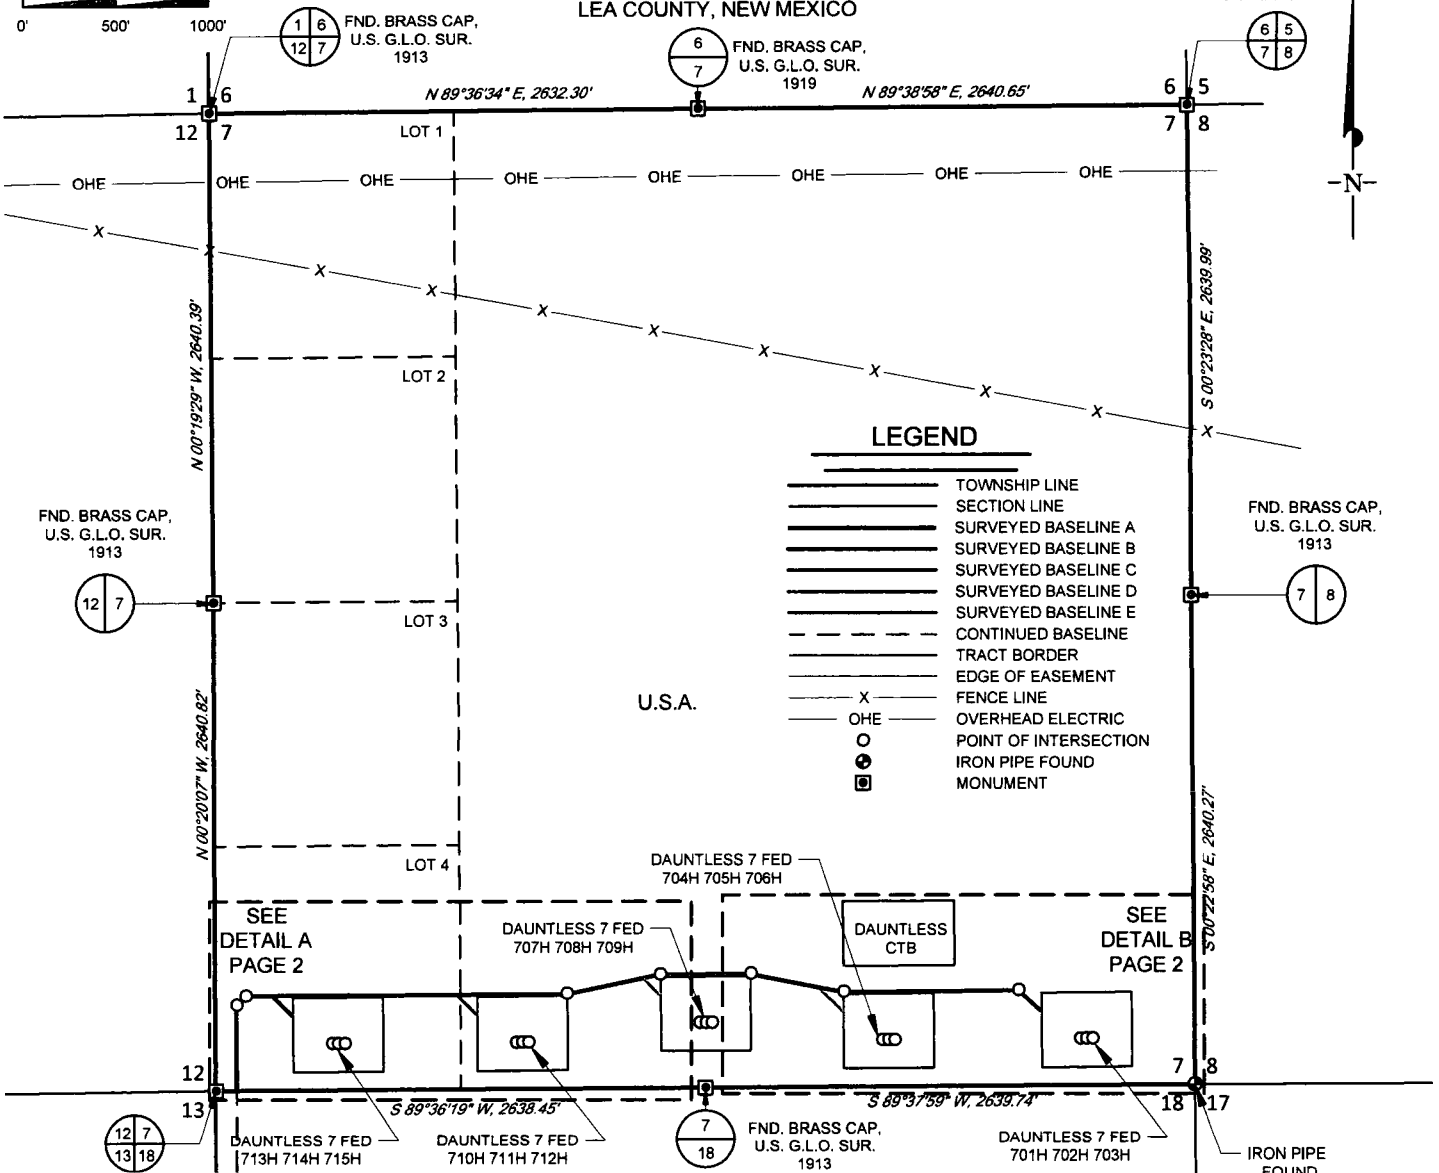 LEA COUNTY, NEW MEXICO
0'
500'
1000'
1 6
12 7
FND. BRASS CAP,
U.S. G.L.O. SUR.
1913
6
7
FND. BRASS CAP,
U.S. G.L.O. SUR.
1919
6 5
7 8
1 6
12 7
N 89°36'34" E, 2632.30'
N 89°38'58" E, 2640.65'
6 5
7 8
LOT 1
OHE OHE OHE OHE OHE OHE OHE OHE
-N-
X X X X X X X X X X X
N 00°19'29" W, 2640.39'
S 00°23'28" E, 2639.99'
LOT 2
LEGEND
TOWNSHIP LINE
SECTION LINE
SURVEYED BASELINE A
SURVEYED BASELINE B
SURVEYED BASELINE C
SURVEYED BASELINE D
SURVEYED BASELINE E
CONTINUED BASELINE
TRACT BORDER
EDGE OF EASEMENT
X FENCE LINE
OHE OVERHEAD ELECTRIC
POINT OF INTERSECTION
IRON PIPE FOUND
MONUMENT
FND. BRASS CAP,
U.S. G.L.O. SUR.
1913
12 7
FND. BRASS CAP,
U.S. G.L.O. SUR.
1913
7 8
LOT 3
U.S.A.
N 00°20'07" W, 2640.82'
S 00°22'58" E, 2640.27'
LOT 4
DAUNTLESS 7 FED
704H 705H 706H
SEE
DETAIL A
PAGE 2
DAUNTLESS 7 FED
707H 708H 709H
DAUNTLESS
CTB
SEE
DETAIL B
PAGE 2
12
13
7 8
18 17
S 89°36'19" W, 2638.45'
S 89°37'59" W, 2639.74'
12 7
13 18
DAUNTLESS 7 FED
713H 714H 715H
DAUNTLESS 7 FED
710H 711H 712H
7
18
FND. BRASS CAP,
U.S. G.L.O. SUR.
1913
DAUNTLESS 7 FED
701H 702H 703H
IRON PIPE
FOUND